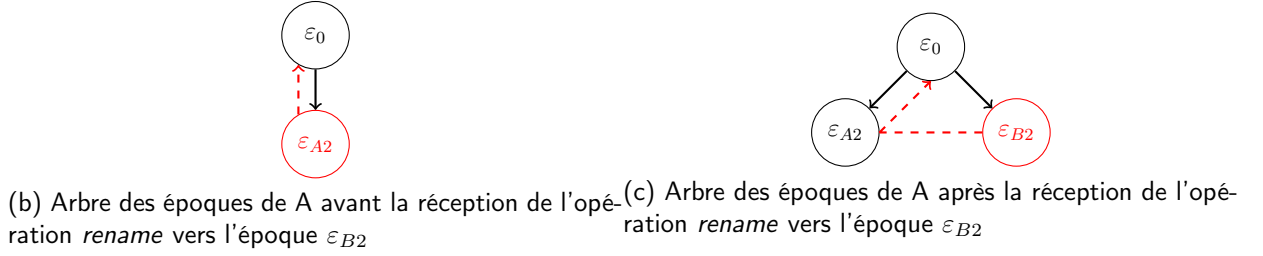 ε0
εA2
(b) Arbre des époques de A avant la réception de l'opé-
ration rename vers l'époque εB2
ε0
εA2
εB2
(c) Arbre des époques de A après la réception de l'opé-
ration rename vers l'époque εB2